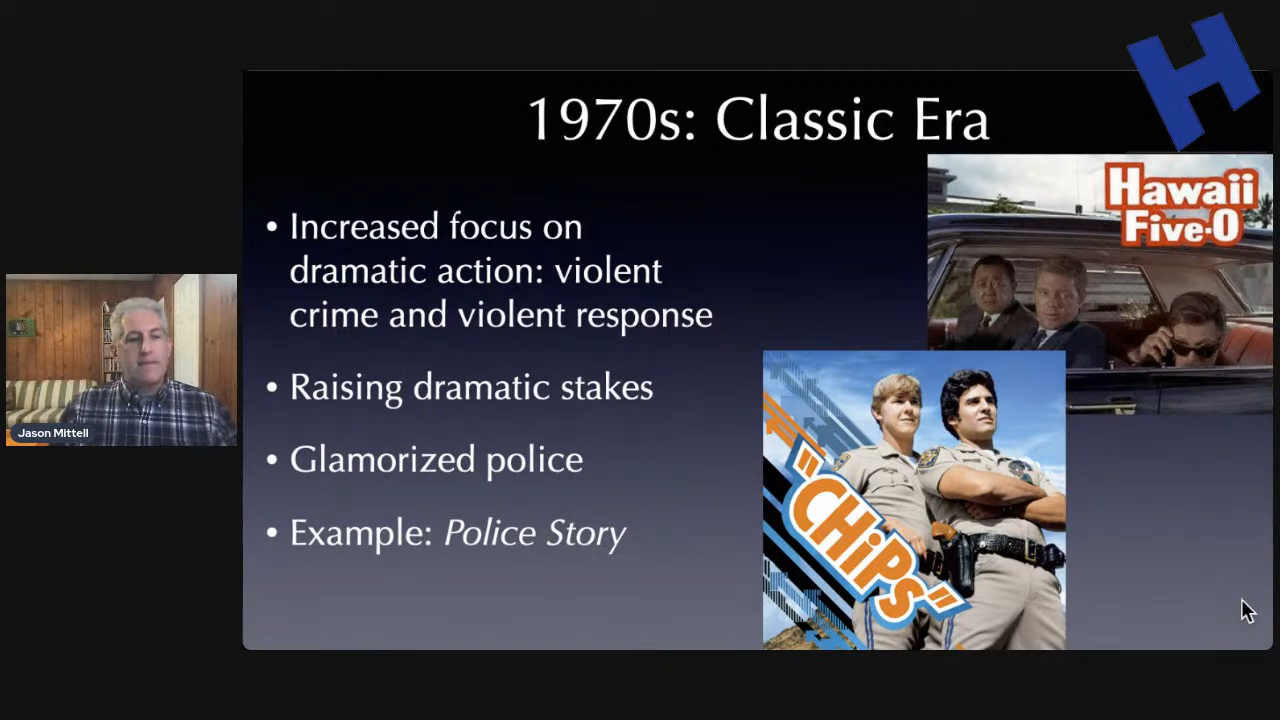 H
1970s: Classic Era
• Increased focus on
dramatic action: violent
crime and violent response
• Raising dramatic stakes
• Glamorized police
• Example: Police Story
Hawaii
Five-O
"CHiPs"
Jason Mittell